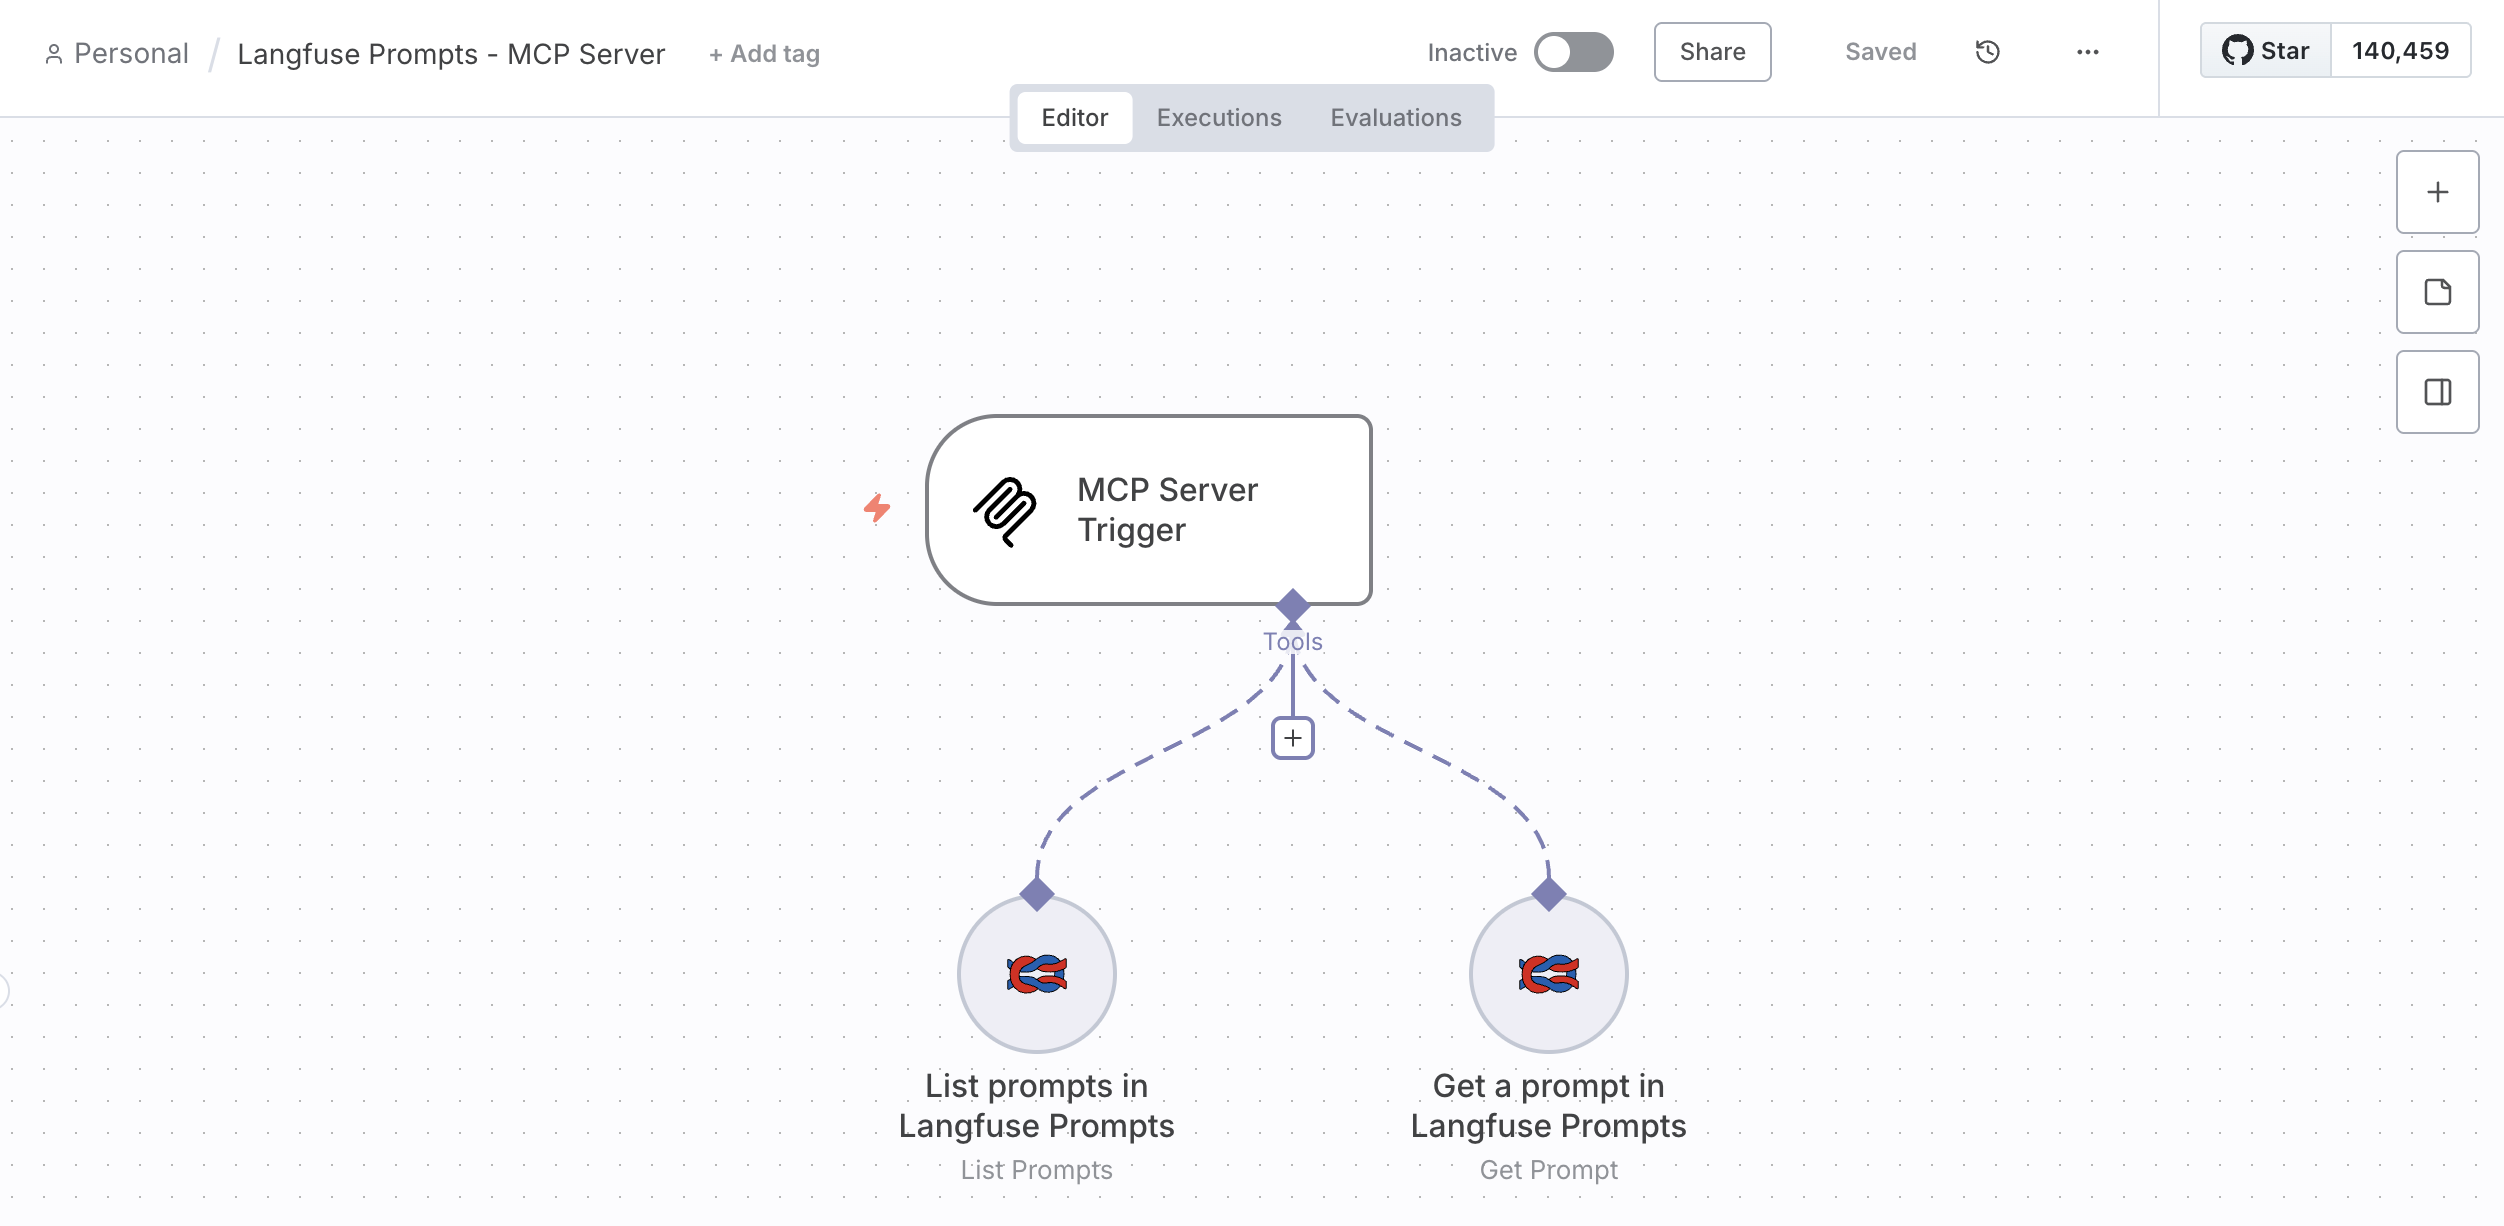 Personal / Langfuse Prompts - MCP Server + Add tag
Inactive Share Saved ... Star 140,459
Editor Executions Evaluations
MCP Server
Trigger
Tools
List prompts in
Langfuse Prompts
List Prompts
Get a prompt in
Langfuse Prompts
Get Prompt